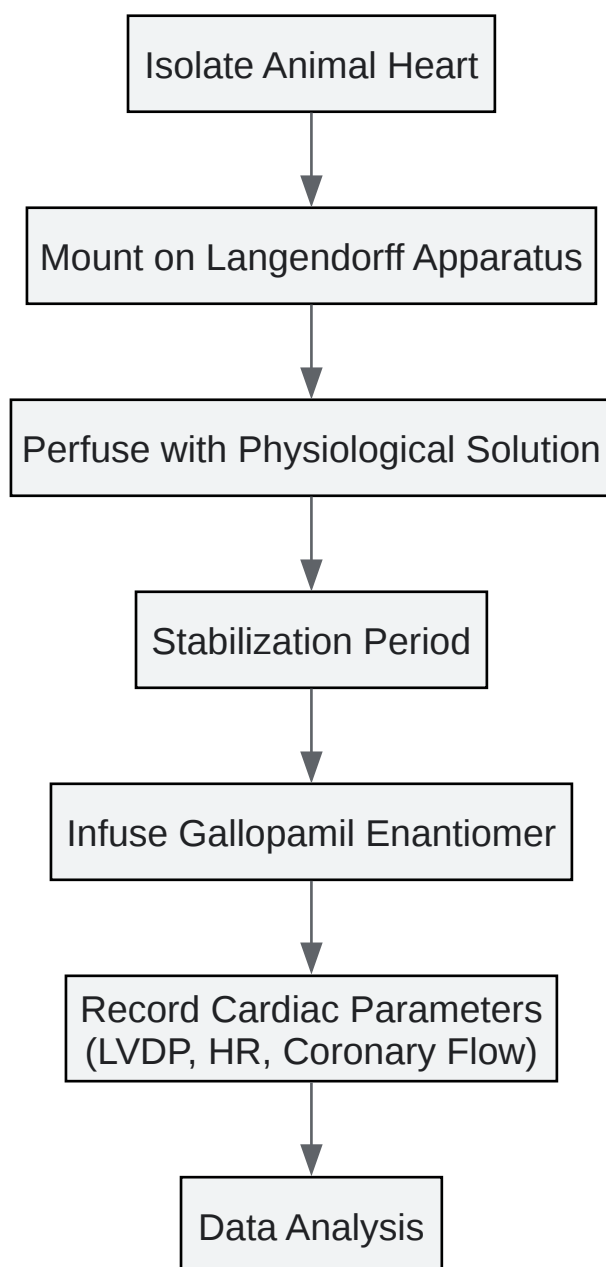 Isolate Animal Heart
Mount on Langendorff Apparatus
Perfuse with Physiological Solution
Stabilization Period
Infuse Gallopamil Enantiomer
Record Cardiac Parameters
(LVDP, HR, Coronary Flow)
Data Analysis